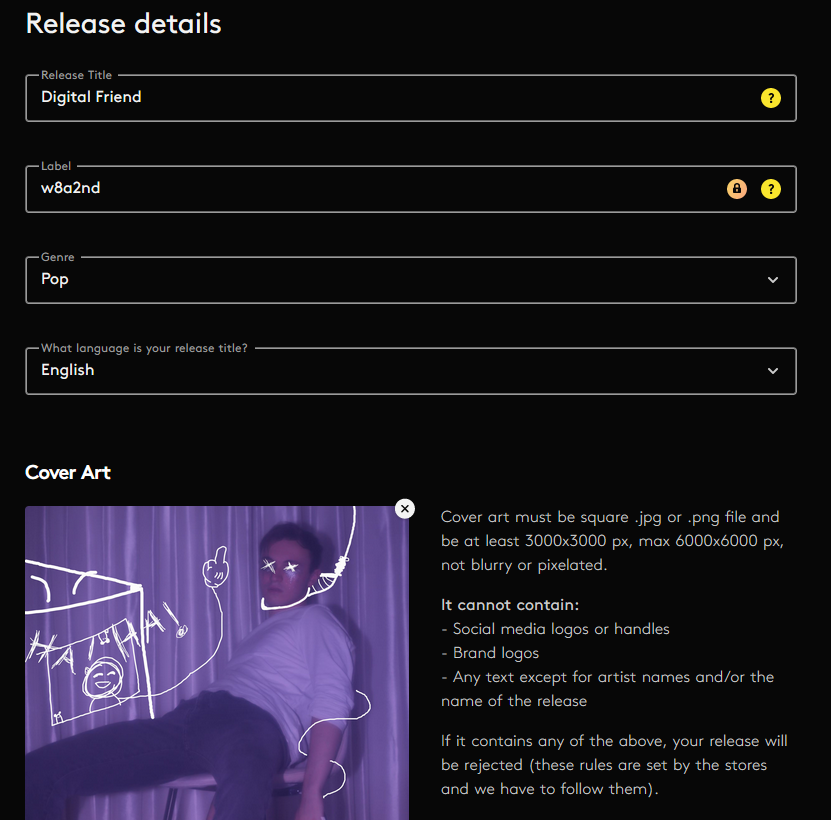 Release details
Release Title
Digital Friend
?
Label
w8a2nd
?
Genre
Pop
What language is your release title?
English
Cover Art
Cover art must be square .jpg or .png file and
be at least 3000x3000 px, max 6000x6000 px,
not blurry or pixelated.
It cannot contain:
- Social media logos or handles
- Brand logos
- Any text except for artist names and/or the
name of the release
If it contains any of the above, your release will
be rejected (these rules are set by the stores
and we have to follow them).